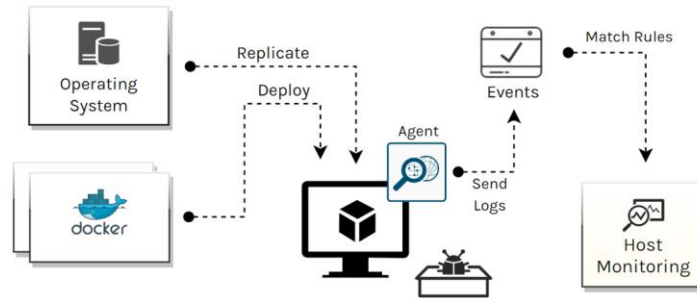 Operating
System
Replicate
Deploy
docker
Agent
Send
Logs
Events
Match Rules
Host
Monitoring